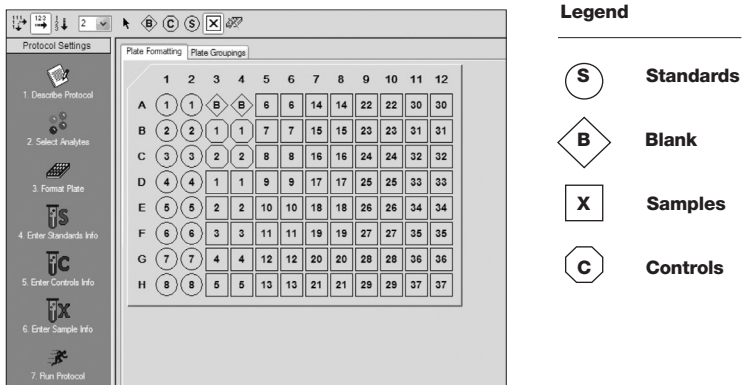 Legend
2
B C S X
Protocol Settings
Plate Formatting Plate Groupings
1. Describe Protocol
2. Select Analytes
3. Format Plate
S
4. Enter Standards Info
C
5. Enter Controls Info
X
6. Enter Sample Info
7. Run Protocol
1 2 3 4 5 6 7 8 9 10 11 12
A 1 1 B B 6 6 14 14 22 22 30 30
B 2 2 1 1 7 7 15 15 23 23 31 31
C 3 3 2 2 8 8 16 16 24 24 32 32
D 4 4 1 1 9 9 17 17 25 25 33 33
E 5 5 2 2 10 10 18 18 26 26 34 34
F 6 6 3 3 11 11 19 19 27 27 35 35
G 7 7 4 4 12 12 20 20 28 28 36 36
H 8 8 5 5 13 13 21 21 29 29 37 37
S Standards
B Blank
X Samples
C Controls